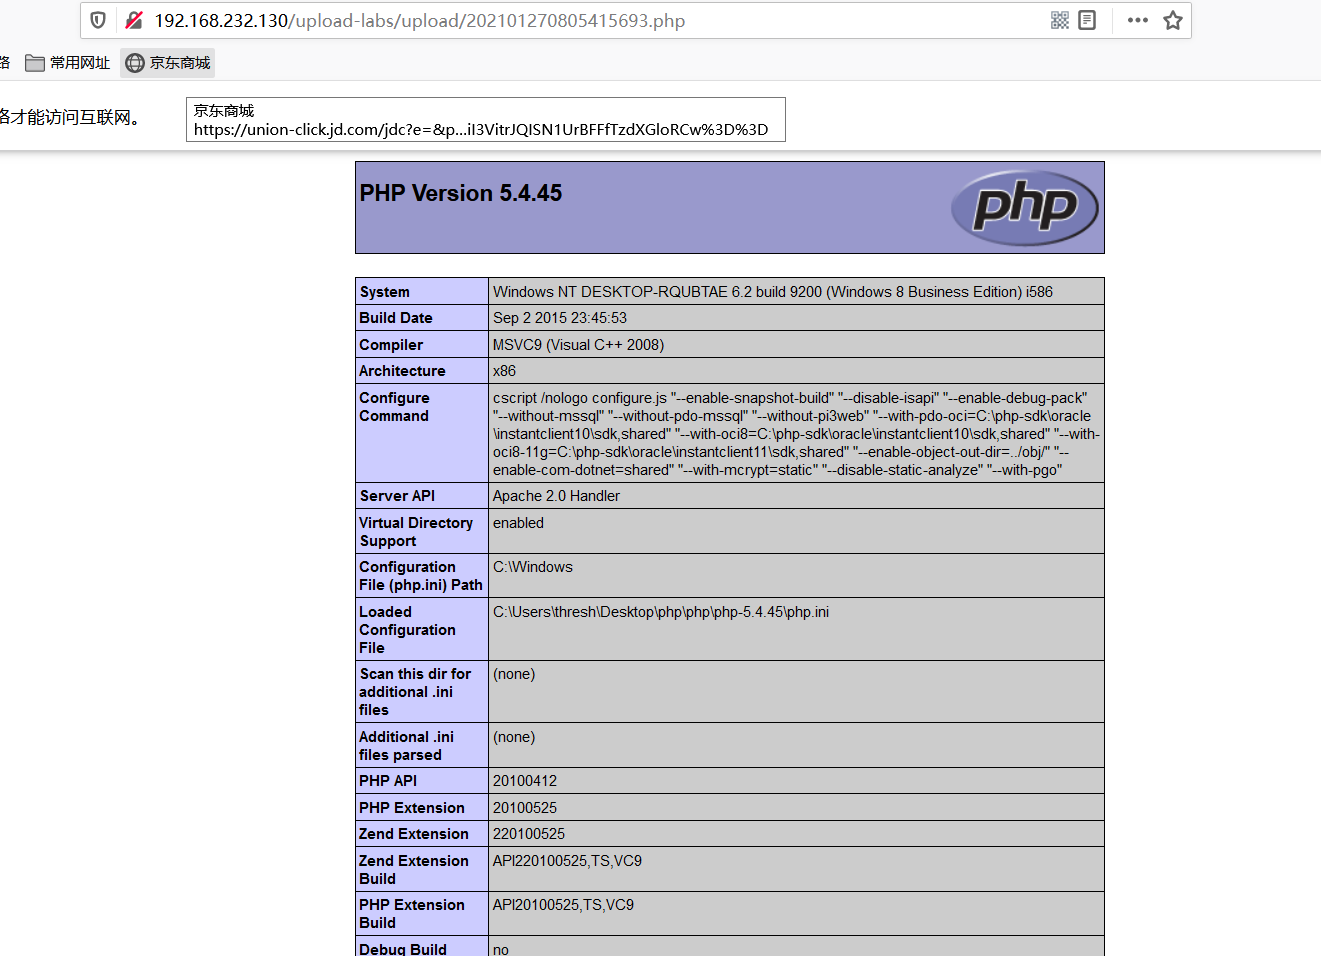 192.168.232.130/upload-labs/upload/202101270805415693.php
络 常用网址 京东商城
络才能访问互联网。
京东商城
https://union-click.jd.com/jdc?e=&p...iI3VitrJQISN1UrBFFfTzdXGloRCw%3D%3D
PHP Version 5.4.45
php
System Windows NT DESKTOP-RQUBTAE 6.2 build 9200 (Windows 8 Business Edition) i586
Build Date Sep 2 2015 23:45:53
Compiler MSVC9 (Visual C++ 2008)
Architecture x86
Configure
Command
cscript /nologo configure.js "--enable-snapshot-build" "--disable-isapi" "--enable-debug-pack"
"--without-mssql" "--without-pdo-mssql" "--without-pi3web" "--with-pdo-oci=C:\php-sdk\oracle
\instantclient10\sdk,shared" "--with-oci8=C:\php-sdk\oracle\instantclient10\sdk,shared" "--with-
oci8-11g=C:\php-sdk\oracle\instantclient11\sdk,shared" "--enable-object-out-dir=../obj/" "--
enable-com-dotnet=shared" "--with-mcrypt=static" "--disable-static-analyze" "--with-pgo"
Server API Apache 2.0 Handler
Virtual Directory
Support
enabled
Configuration
File (php.ini) Path
C:\Windows
Loaded
Configuration
File
C:\Users\thresh\Desktop\php\php\php-5.4.45\php.ini
Scan this dir for
additional .ini
files
(none)
Additional .ini
files parsed
(none)
PHP API 20100412
PHP Extension 20100525
Zend Extension 220100525
Zend Extension
Build
API220100525,TS,VC9
PHP Extension
Build
API20100525,TS,VC9
Debug Build no